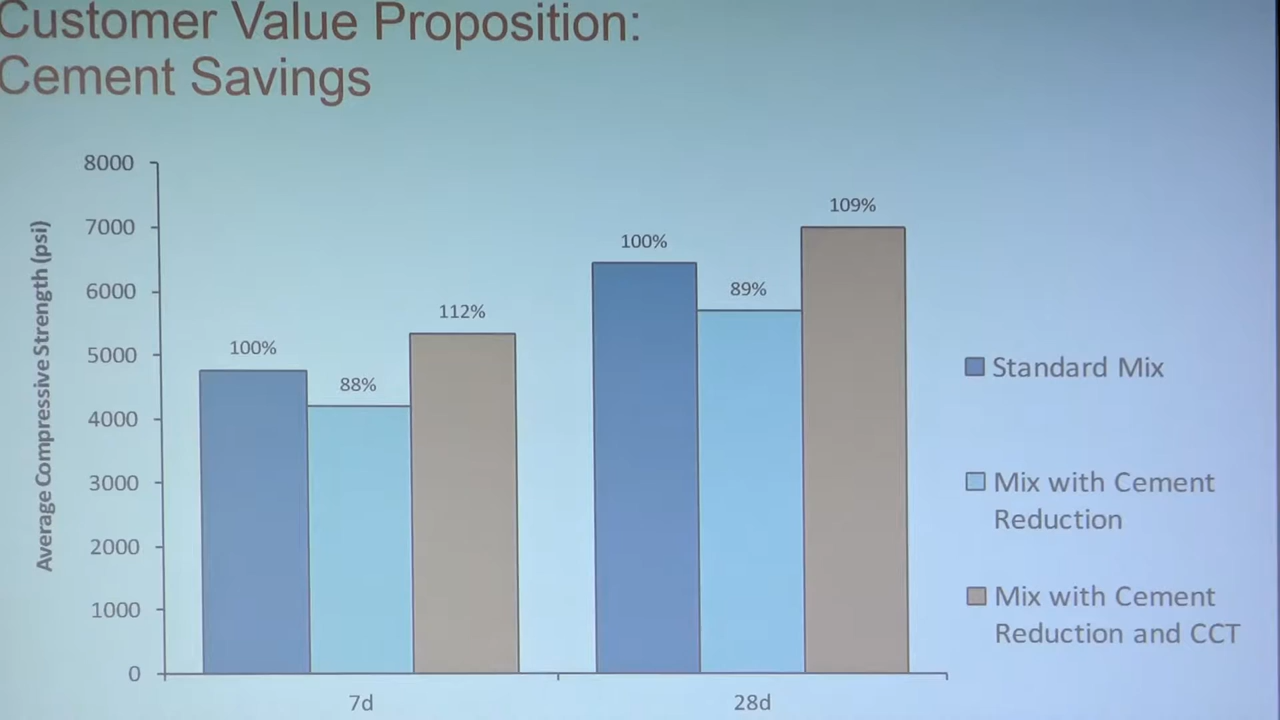 Customer Value Proposition:
Cement Savings
8000
7000
6000
5000
4000
3000
2000
1000
0
Average Compressive Strength (psi)
100%
88%
112%
100%
89%
109%
7d
28d
Standard Mix
Mix with Cement
Reduction
Mix with Cement
Reduction and CCT